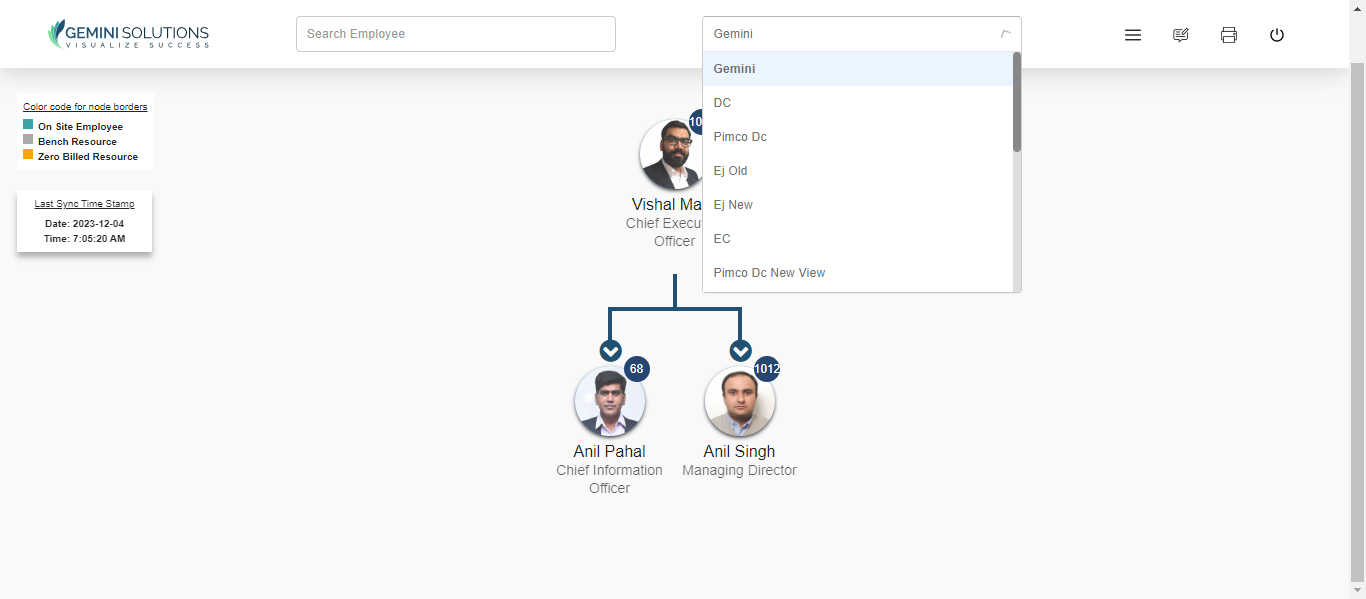 GEMINI SOLUTIONS
VISUALIZE SUCCESS
Search Employee
Gemini
Gemini
DC
Pimco Dc
Ej Old
Ej New
EC
Pimco Dc New View
Color code for node borders
On Site Employee
Bench Resource
Zero Billed Resource
Last Sync Time Stamp
Date: 2023-12-04
Time: 7:05:20 AM
10
Vishal Ma
Chief Execu
Officer
68
Anil Pahal
Chief Information
Officer
1012
Anil Singh
Managing Director